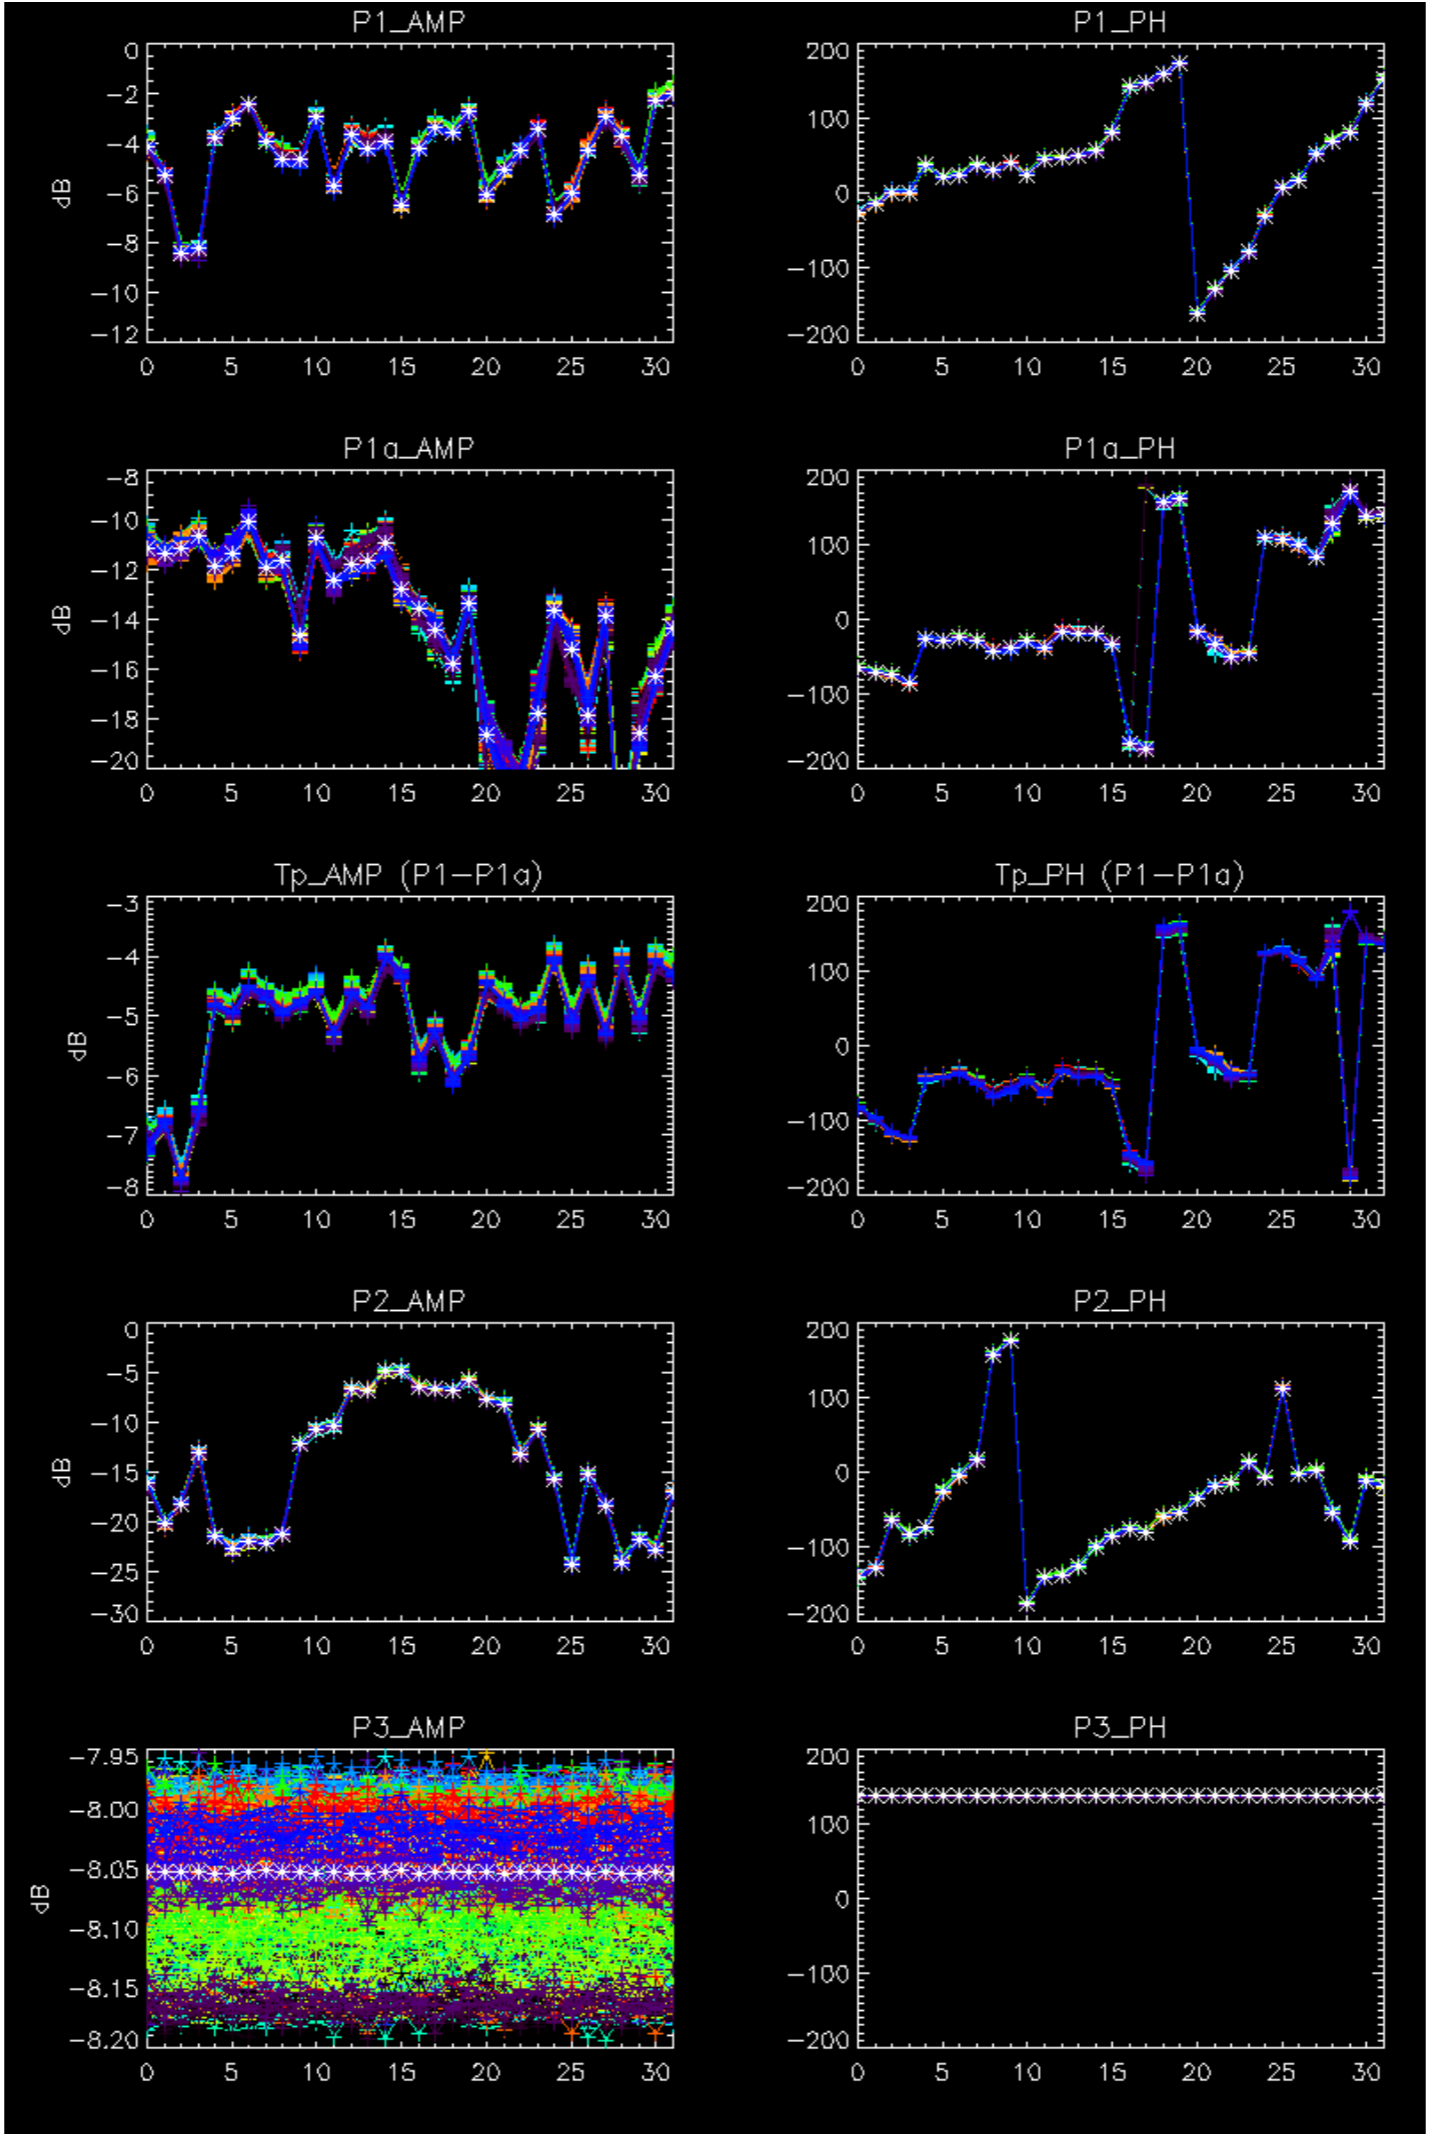 P1_AMP P1_PH
0 200
−2
−4 100
dB −6 0
−8
−10 −100
−12 −200
0 5 10 15 20 25 30 0 5 10 15 20 25 30
P1a_AMP P1a_PH
−8 200
−10
−12 100
dB −14 0
−16
−18 −100
−20 −200
0 5 10 15 20 25 30 0 5 10 15 20 25 30
Tp_AMP (P1−P1a) Tp_PH (P1−P1a)
−3 200
−4 100
−5
dB 0
−6
−7 −100
−8 −200
0 5 10 15 20 25 30 0 5 10 15 20 25 30
P2_AMP P2_PH
0 200
−5
−10 100
dB −15 0
−20
−25 −100
−30 −200
0 5 10 15 20 25 30 0 5 10 15 20 25 30
P3_AMP P3_PH
−7.95 200
−8.00 100
−8.05
dB 0
−8.10
−8.15 −100
−8.20 −200
0 5 10 15 20 25 30 0 5 10 15 20 25 30